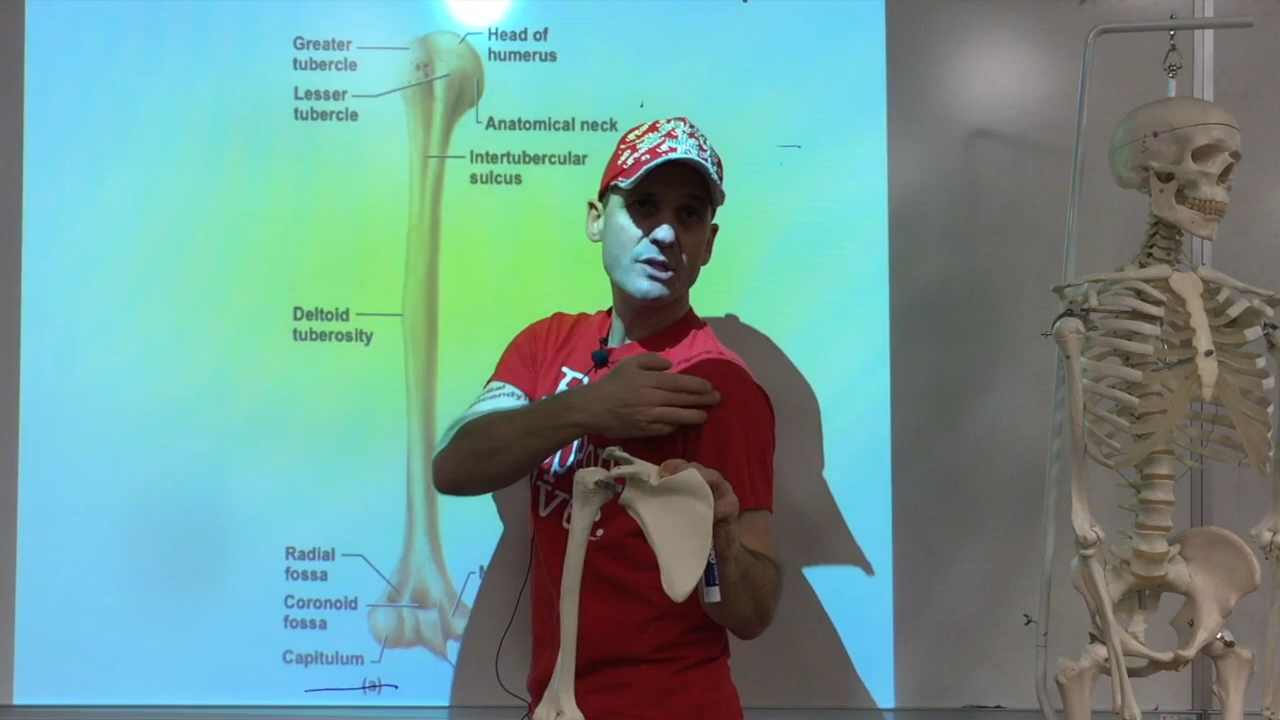 Greater
tubercle
Head of
humerus
Lesser
tubercle
Anatomical neck
Intertubercular
sulcus
Deltoid
tuberosity
Radial
fossa
Coronoid
fossa
Capitulum
(a)